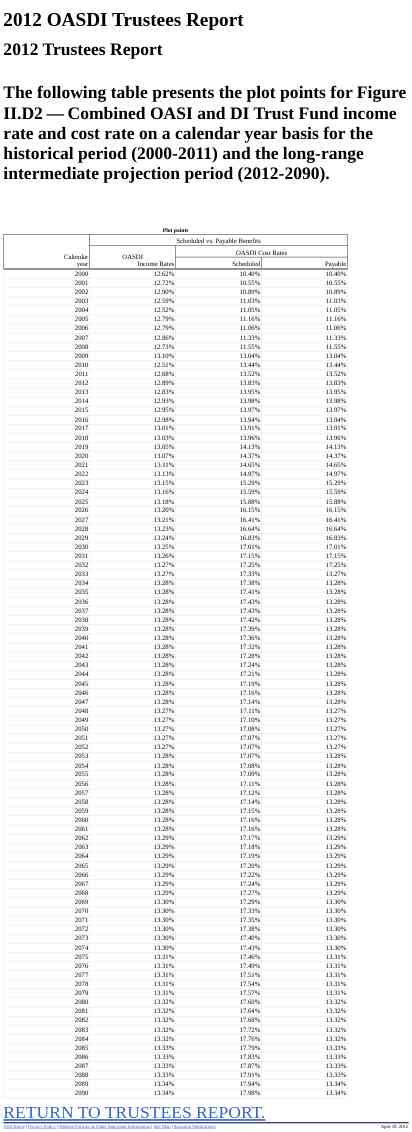 2012 OASDI Trustees Report
2012 Trustees Report
The following table presents the plot points for Figure
II.D2 — Combined OASI and DI Trust Fund income
rate and cost rate on a calendar year basis for the
historical period (2000-2011) and the long-range
intermediate projection period (2012-2090).
Plot points
Scheduled vs. Payable Benefits
Calendar year OASDI Income Rates OASDI Cost Rates
Scheduled Payable
2000 12.62% 10.40% 10.40%
2001 12.72% 10.55% 10.55%
2002 12.90% 10.89% 10.89%
2003 12.59% 11.03% 11.03%
2004 12.52% 11.05% 11.05%
2005 12.79% 11.16% 11.16%
2006 12.79% 11.06% 11.06%
2007 12.86% 11.33% 11.33%
2008 12.73% 11.55% 11.55%
2009 13.10% 13.04% 13.04%
2010 12.51% 13.44% 13.44%
2011 12.68% 13.52% 13.52%
2012 12.89% 13.83% 13.83%
2013 12.83% 13.95% 13.95%
2014 12.93% 13.98% 13.98%
2015 12.95% 13.97% 13.97%
2016 12.98% 13.94% 13.94%
2017 13.01% 13.91% 13.91%
2018 13.03% 13.96% 13.96%
2019 13.05% 14.13% 14.13%
2020 13.07% 14.37% 14.37%
2021 13.11% 14.65% 14.65%
2022 13.13% 14.97% 14.97%
2023 13.15% 15.29% 15.29%
2024 13.16% 15.59% 15.59%
2025 13.18% 15.88% 15.88%
2026 13.20% 16.15% 16.15%
2027 13.21% 16.41% 16.41%
2028 13.23% 16.64% 16.64%
2029 13.24% 16.83% 16.83%
2030 13.25% 17.01% 17.01%
2031 13.26% 17.15% 17.15%
2032 13.27% 17.25% 17.25%
2033 13.27% 17.33% 13.27%
2034 13.28% 17.38% 13.28%
2035 13.28% 17.41% 13.28%
2036 13.28% 17.43% 13.28%
2037 13.28% 17.43% 13.28%
2038 13.28% 17.42% 13.28%
2039 13.28% 17.39% 13.28%
2040 13.28% 17.36% 13.28%
2041 13.28% 17.32% 13.28%
2042 13.28% 17.28% 13.28%
2043 13.28% 17.24% 13.28%
2044 13.28% 17.21% 13.28%
2045 13.28% 17.19% 13.28%
2046 13.28% 17.16% 13.28%
2047 13.28% 17.14% 13.28%
2048 13.27% 17.11% 13.27%
2049 13.27% 17.10% 13.27%
2050 13.27% 17.08% 13.27%
2051 13.27% 17.07% 13.27%
2052 13.27% 17.07% 13.27%
2053 13.28% 17.07% 13.28%
2054 13.28% 17.08% 13.28%
2055 13.28% 17.09% 13.28%
2056 13.28% 17.11% 13.28%
2057 13.28% 17.12% 13.28%
2058 13.28% 17.14% 13.28%
2059 13.28% 17.15% 13.28%
2060 13.28% 17.16% 13.28%
2061 13.28% 17.16% 13.28%
2062 13.29% 17.17% 13.29%
2063 13.29% 17.18% 13.29%
2064 13.29% 17.19% 13.29%
2065 13.29% 17.20% 13.29%
2066 13.29% 17.22% 13.29%
2067 13.29% 17.24% 13.29%
2068 13.29% 17.27% 13.29%
2069 13.30% 17.29% 13.30%
2070 13.30% 17.33% 13.30%
2071 13.30% 17.35% 13.30%
2072 13.30% 17.38% 13.30%
2073 13.30% 17.40% 13.30%
2074 13.30% 17.43% 13.30%
2075 13.31% 17.46% 13.31%
2076 13.31% 17.49% 13.31%
2077 13.31% 17.51% 13.31%
2078 13.31% 17.54% 13.31%
2079 13.31% 17.57% 13.31%
2080 13.32% 17.60% 13.32%
2081 13.32% 17.64% 13.32%
2082 13.32% 17.68% 13.32%
2083 13.32% 17.72% 13.32%
2084 13.32% 17.76% 13.32%
2085 13.33% 17.79% 13.33%
2086 13.33% 17.83% 13.33%
2087 13.33% 17.87% 13.33%
2088 13.33% 17.91% 13.33%
2089 13.34% 17.94% 13.34%
2090 13.34% 17.98% 13.34%
RETURN TO TRUSTEES REPORT.